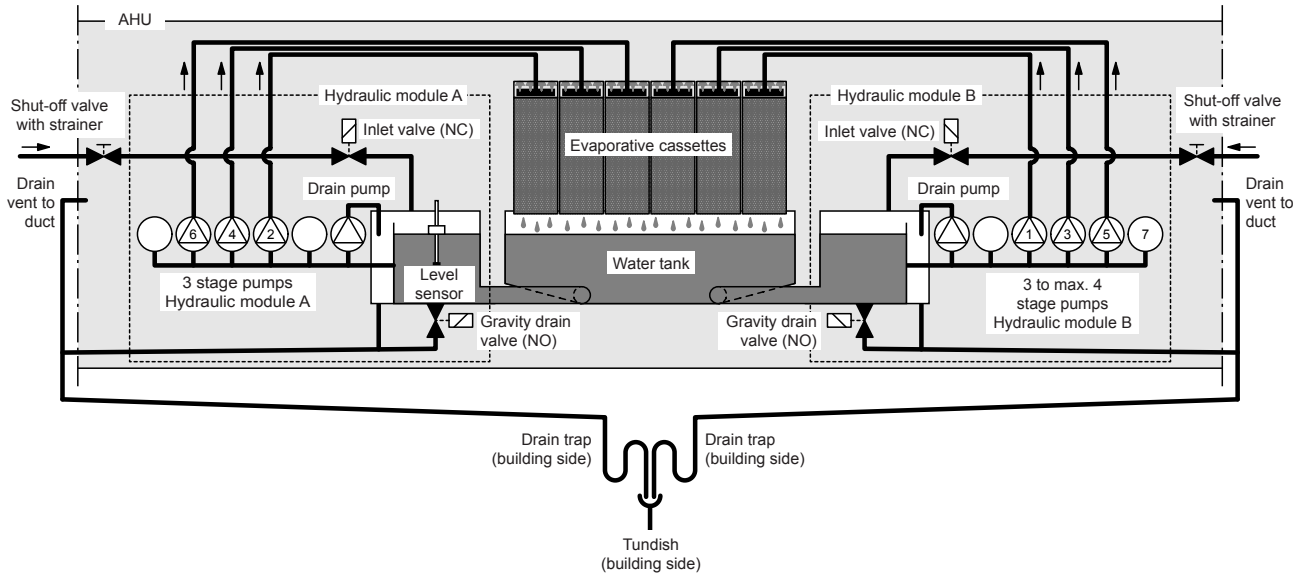 AHU
Hydraulic module A
Hydraulic module B
Shut-off valve
with strainer
Inlet valve (NC)
Evaporative cassettes
Inlet valve (NC)
Shut-off valve
with strainer
Drain
vent to
duct
Drain pump
Drain pump
Drain
vent to
duct
6
4
2
1
3
5
7
3 stage pumps
Hydraulic module A
Level
sensor
Water tank
3 to max. 4
stage pumps
Hydraulic module B
Gravity drain
valve (NO)
Gravity drain
valve (NO)
Drain trap
(building side)
Drain trap
(building side)
Tundish
(building side)